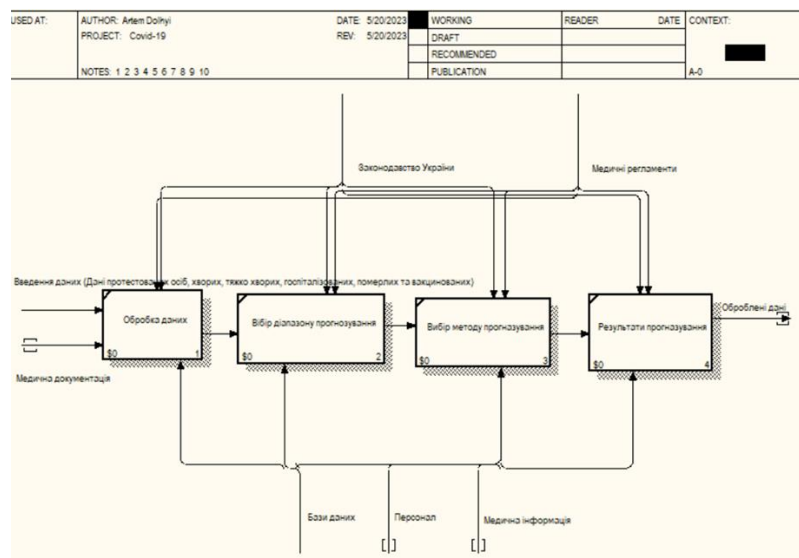 USED AT:
AUTHOR: Artem Dolhyi
DATE: 5/20/2023
WORKING
READER
DATE
CONTEXT:
PROJECT: Covid-19
REV: 5/20/2023
DRAFT
RECOMMENDED
NOTES: 1 2 3 4 5 6 7 8 9 10
PUBLICATION
A-0
Законодавство України
Медичні регламенти
Введення даних (Дані протестованих осіб, хворих, тяжко хворих, госпіталізованих, померлих та вакцинованих)
Обробка даних
$0
1
Вібір діапазону прогнозування
$0
2
Вибір методу прогназування
$0
3
Результати прогназування
$0
4
Оброблені дані
Медична документація
Бази даних
Персонал
Медична інформація